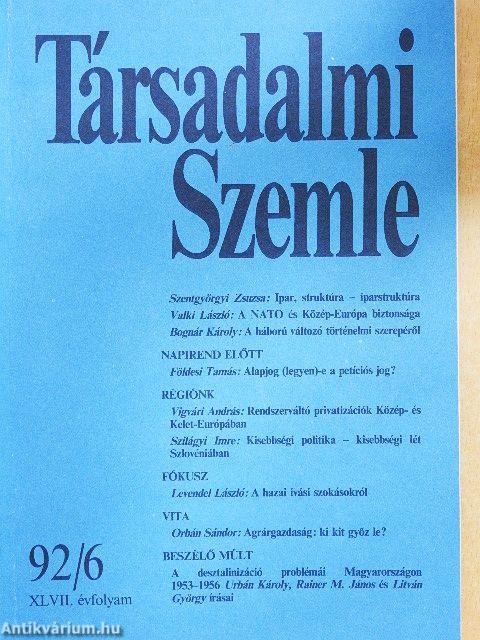 Társadalmi
Szemle
Szentgyörgyi Zsuzsa: Ipar, struktúra – iparstruktúra
Valki László: A NATO és Közép-Európa biztonsága
Bognár Károly: A háború változó történelmi szerepéről
NAPIREND ELŐTT
Földesi Tamás: Alapjog (legyen)-e a petíciós jog?
RÉGIÓNK
Vigvári András: Rendszerváltó privatizációk Közép- és
Kelet-Európában
Szilágyi Imre: Kisebbségi politika – kisebbségi lét
Szlovéniában
FÓKUSZ
Levendel László: A hazai ivási szokásokról
VITA
Orbán Sándor: Agrárgazdaság: ki kit győz le?
BESZÉLŐ MÚLT
A desztalinizáció problémái Magyarországon
1953–1956 Urbán Károly, Rainer M. János és Litván
György írásai
92/6
XLVII. évfolyam
Antikvárium.hu